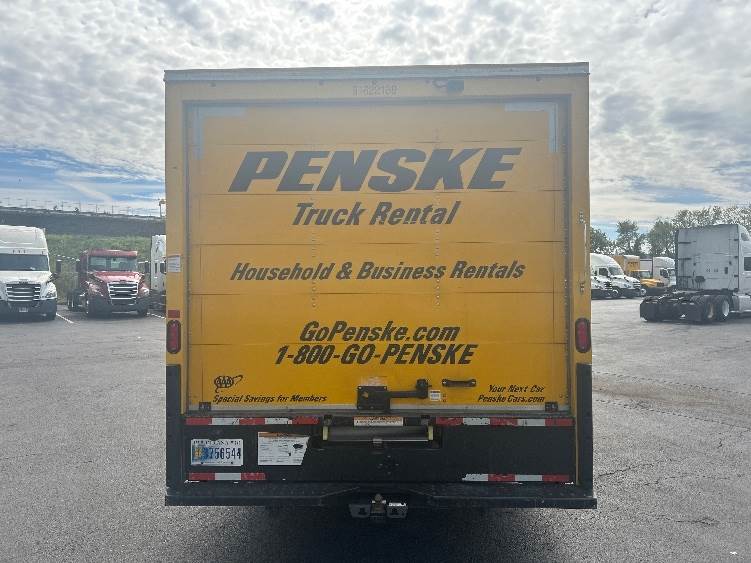 PENSKE
Truck Rental
Household & Business Rentals
GoPenske.com
1-800-GO-PENSKE
AAA
Special Savings for Members
Your Next Car
PenskeCars.com